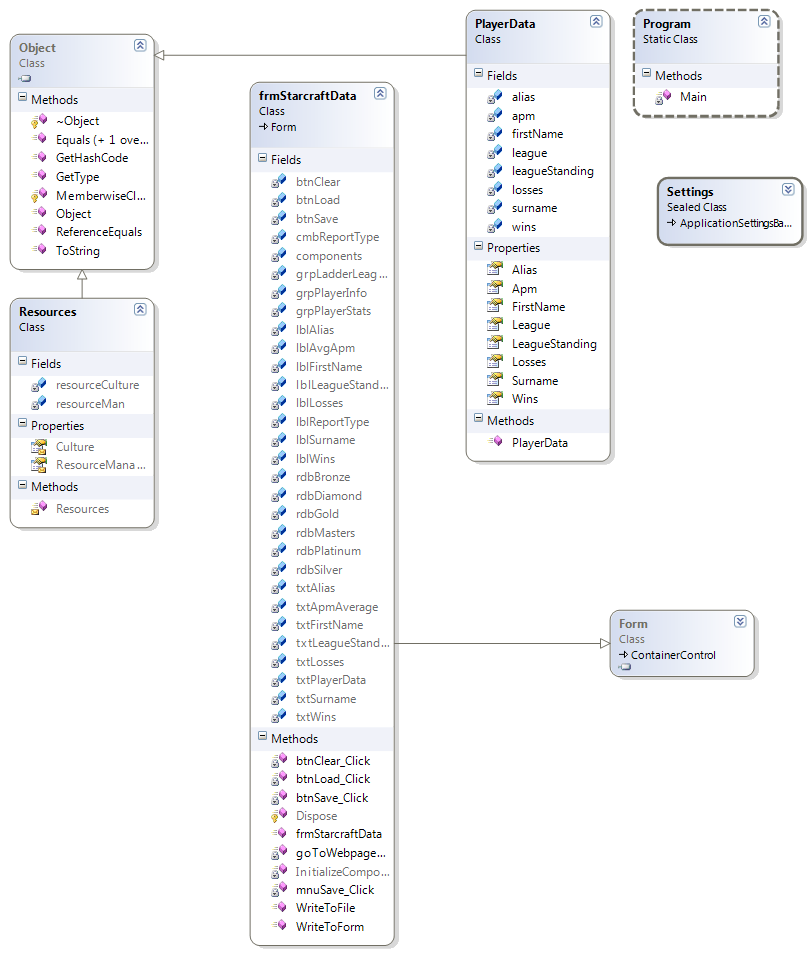 Object
Class
Methods
~Object
Equals (+ 1 ove...
GetHashCode
GetType
MemberwiseCl...
Object
ReferenceEquals
ToString
Resources
Class
Fields
resourceCulture
resourceMan
Properties
Culture
ResourceMana...
Methods
Resources
frmStarcraftData
Class
Form
Fields
btnClear
btnLoad
btnSave
cmbReportType
components
grpLadderLeag...
grpPlayerInfo
grpPlayerStats
lblAlias
lblAvgApm
lblFirstName
lblLeagueStand...
lblLosses
lblReportType
lblSurname
lblWins
rdbBronze
rdbDiamond
rdbGold
rdbMasters
rdbPlatinum
rdbSilver
txtAlias
txtApmAverage
txtFirstName
txtLeagueStand...
txtLosses
txtPlayerData
txtSurname
txtWins
Methods
btnClear_Click
btnLoad_Click
btnSave_Click
Dispose
frmStarcraftData
goToWebpage...
InitializeCompo...
mnuSave_Click
WriteToFile
WriteToForm
PlayerData
Class
Fields
alias
apm
firstName
league
leagueStanding
losses
surname
wins
Properties
Alias
Apm
FirstName
League
LeagueStanding
Losses
Surname
Wins
Methods
PlayerData
Program
Static Class
Methods
Main
Settings
Sealed Class
ApplicationSettingsBa...
Form
Class
ContainerControl